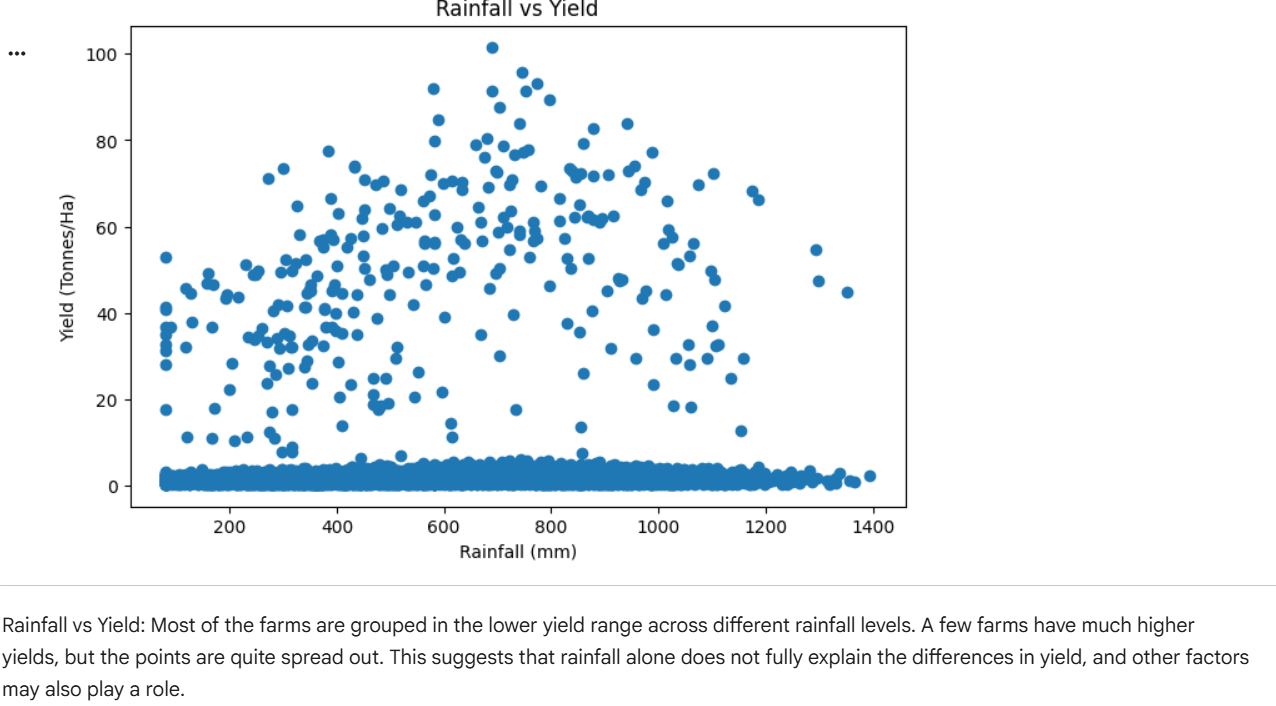 Rainfall vs Yield
...
100
80
60
40
20
0
Yield (Tonnes/Ha)
200 400 600 800 1000 1200 1400
Rainfall (mm)
Rainfall vs Yield: Most of the farms are grouped in the lower yield range across different rainfall levels. A few farms have much higher
yields, but the points are quite spread out. This suggests that rainfall alone does not fully explain the differences in yield, and other factors
may also play a role.